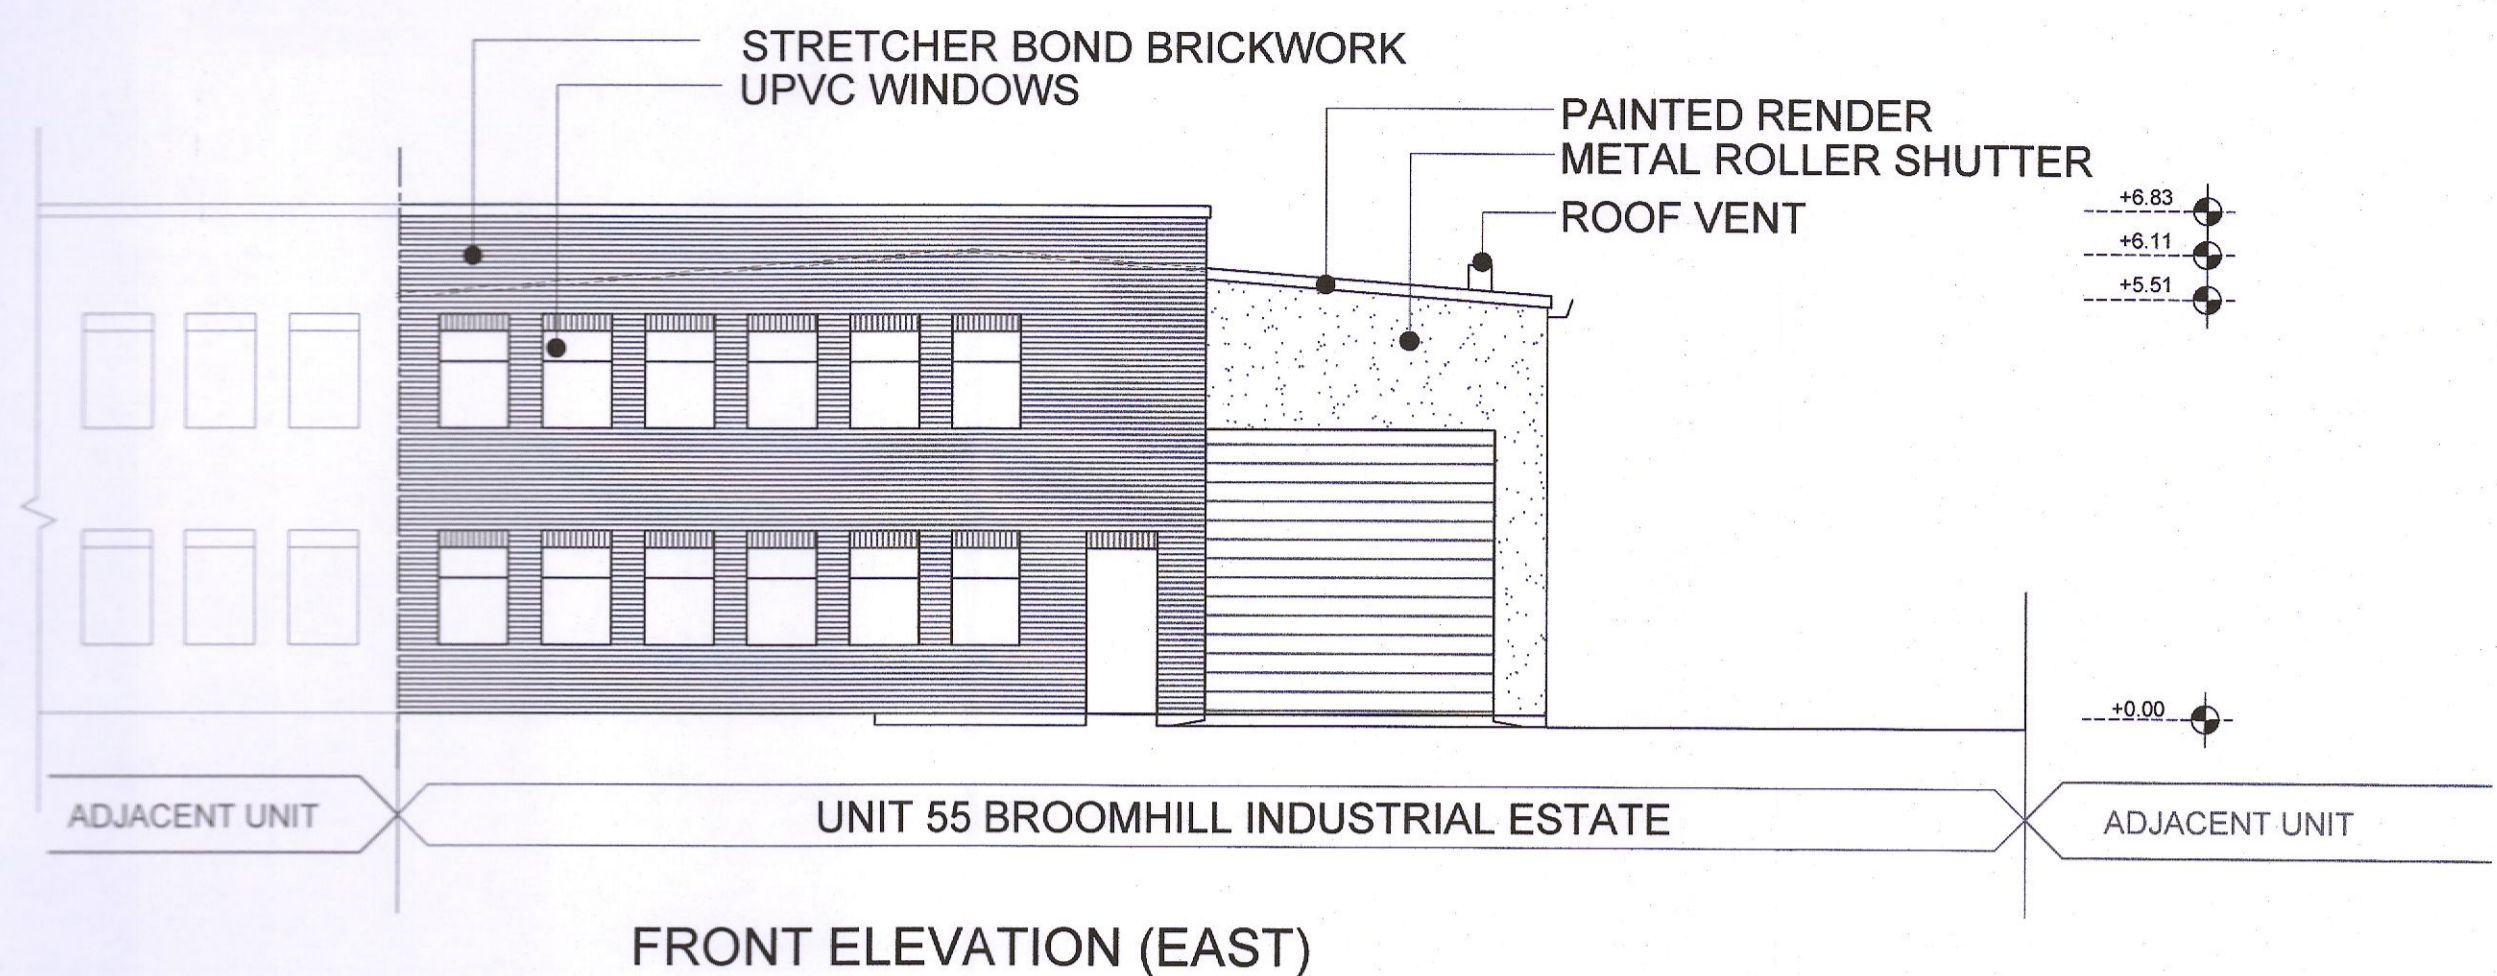 STRETCHER BOND BRICKWORK
UPVC WINDOWS
PAINTED RENDER
METAL ROLLER SHUTTER
ROOF VENT
+6.83
+6.11
+5.51
+0.00
ADJACENT UNIT
UNIT 55 BROOMHILL INDUSTRIAL ESTATE
ADJACENT UNIT
FRONT ELEVATION (EAST)